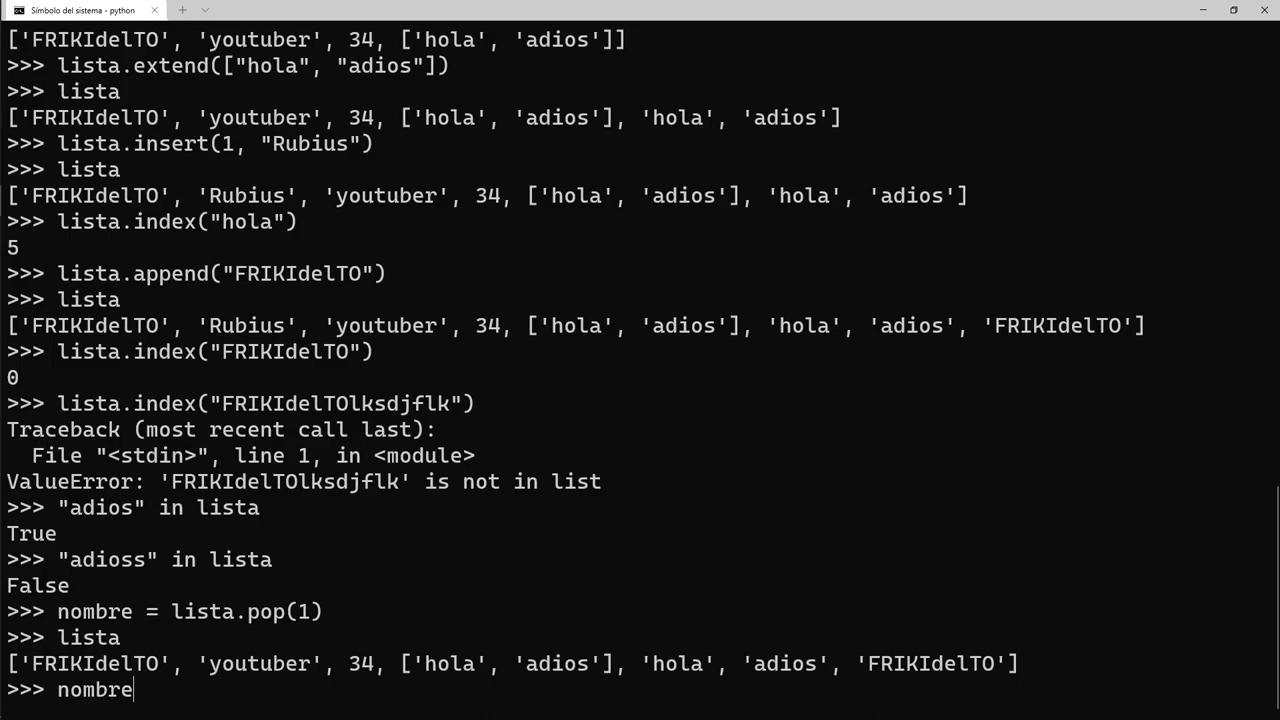 Símbolo del sistema - python
['FRIKIdelTO', 'youtuber', 34, ['hola', 'adios']]
>>> lista.extend(["hola", "adios"])
>>> lista
['FRIKIdelTO', 'youtuber', 34, ['hola', 'adios'], 'hola', 'adios']
>>> lista.insert(1, "Rubius")
>>> lista
['FRIKIdelTO', 'Rubius', 'youtuber', 34, ['hola', 'adios'], 'hola', 'adios']
>>> lista.index("hola")
5
>>> lista.append("FRIKIdelTO")
>>> lista
['FRIKIdelTO', 'Rubius', 'youtuber', 34, ['hola', 'adios'], 'hola', 'adios', 'FRIKIdelTO']
>>> lista.index("FRIKIdelTO")
0
>>> lista.index("FRIKIdelTOlksdjflk")
Traceback (most recent call last):
  File "<stdin>", line 1, in <module>
ValueError: 'FRIKIdelTOlksdjflk' is not in list
>>> "adios" in lista
True
>>> "adioss" in lista
False
>>> nombre = lista.pop(1)
>>> lista
['FRIKIdelTO', 'youtuber', 34, ['hola', 'adios'], 'hola', 'adios', 'FRIKIdelTO']
>>> nombre